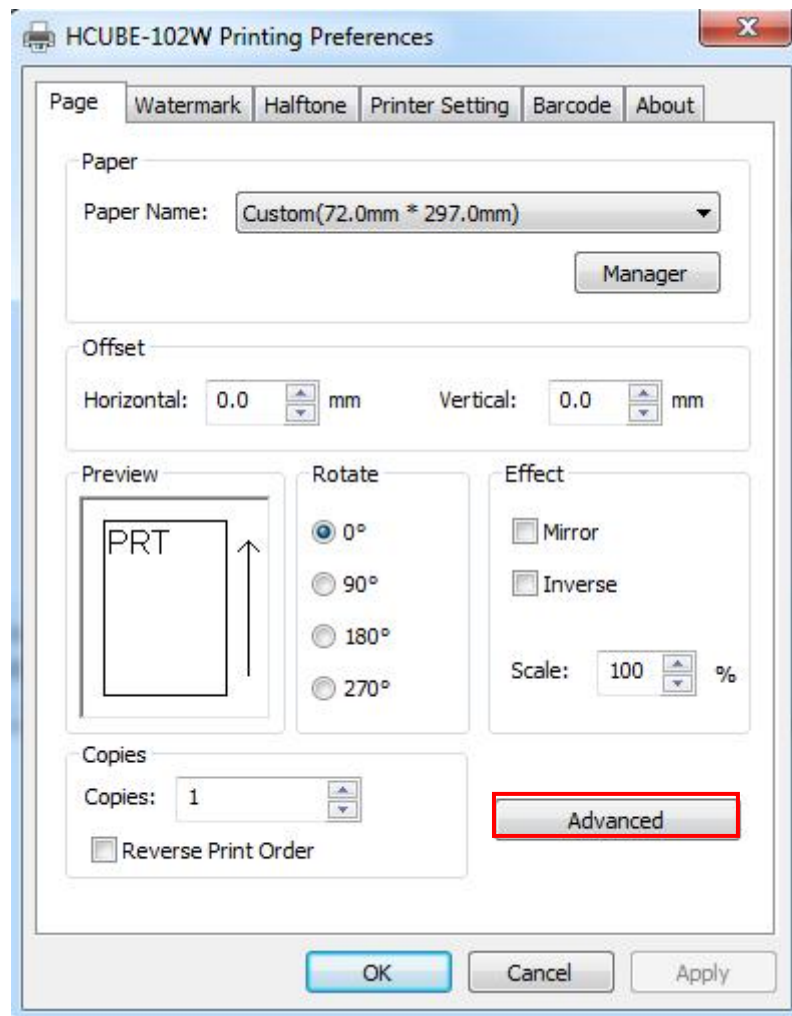 HCUBE-102W Printing Preferences
Page Watermark Halftone Printer Setting Barcode About
Paper
Paper Name: Custom(72.0mm * 297.0mm)
Manager
Offset
Horizontal: 0.0 mm Vertical: 0.0 mm
Preview Rotate Effect
PRT
0° Mirror
90° Inverse
180°
270°
Scale: 100 %
Copies
Copies: 1
Advanced
Reverse Print Order
OK Cancel Apply